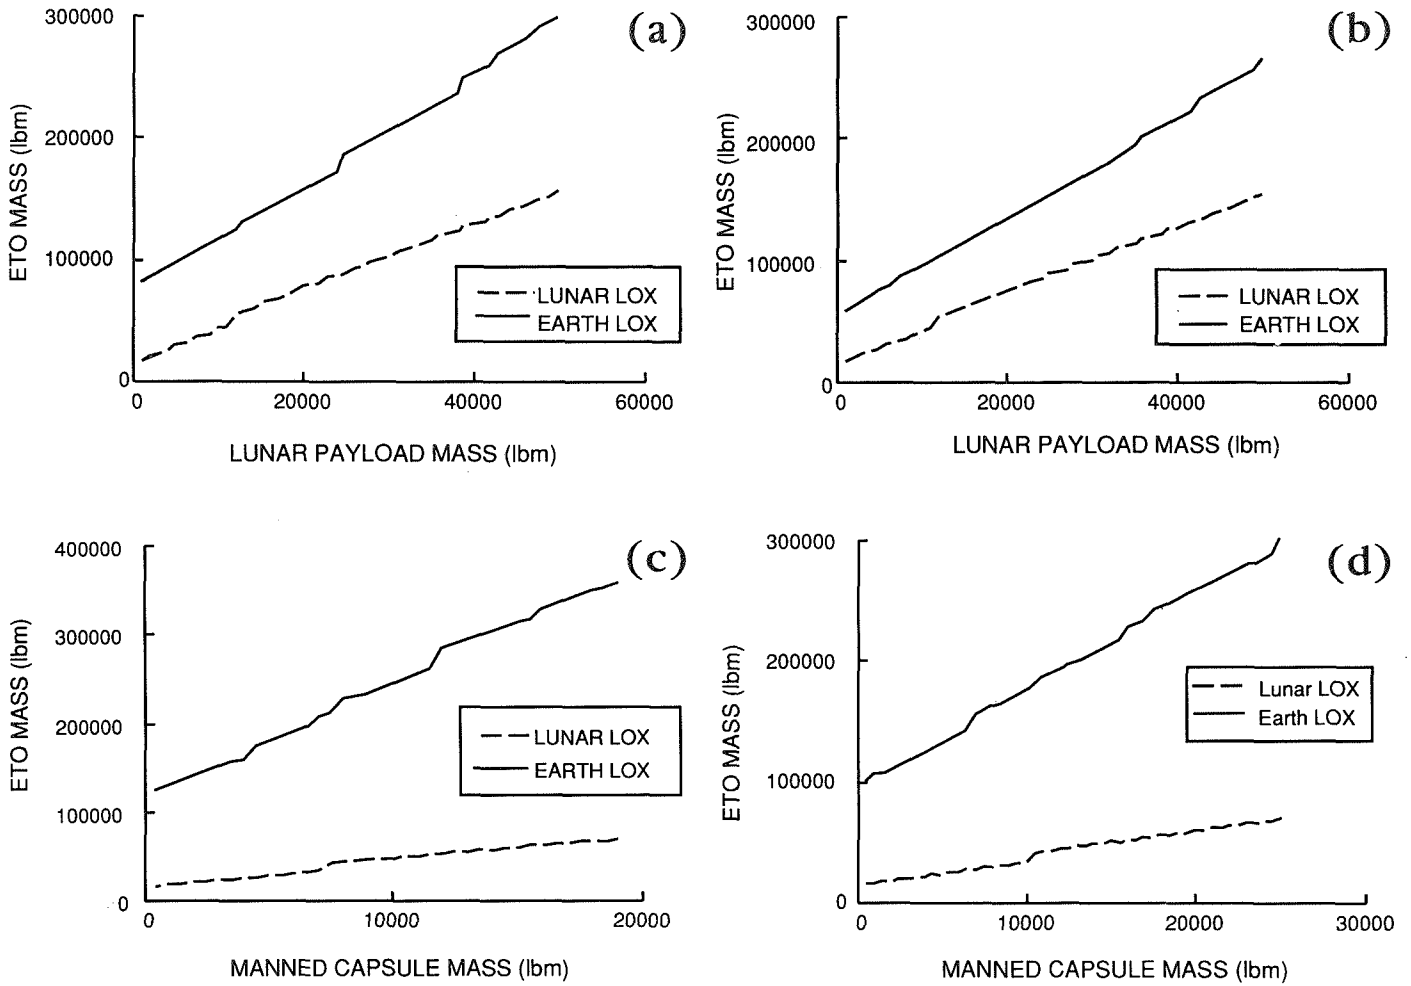 (a)
300000
200000
100000
0
ETO MASS (lbm)
LUNAR LOX
EARTH LOX
0 20000 40000 60000
LUNAR PAYLOAD MASS (lbm)
(b)
300000
200000
100000
0
ETO MASS (lbm)
LUNAR LOX
EARTH LOX
0 20000 40000 60000
LUNAR PAYLOAD MASS (lbm)
(c)
400000
300000
200000
100000
0
ETO MASS (lbm)
LUNAR LOX
EARTH LOX
0 10000 20000
MANNED CAPSULE MASS (lbm)
(d)
300000
200000
100000
0
ETO MASS (lbm)
Lunar LOX
Earth LOX
0 10000 20000 30000
MANNED CAPSULE MASS (lbm)